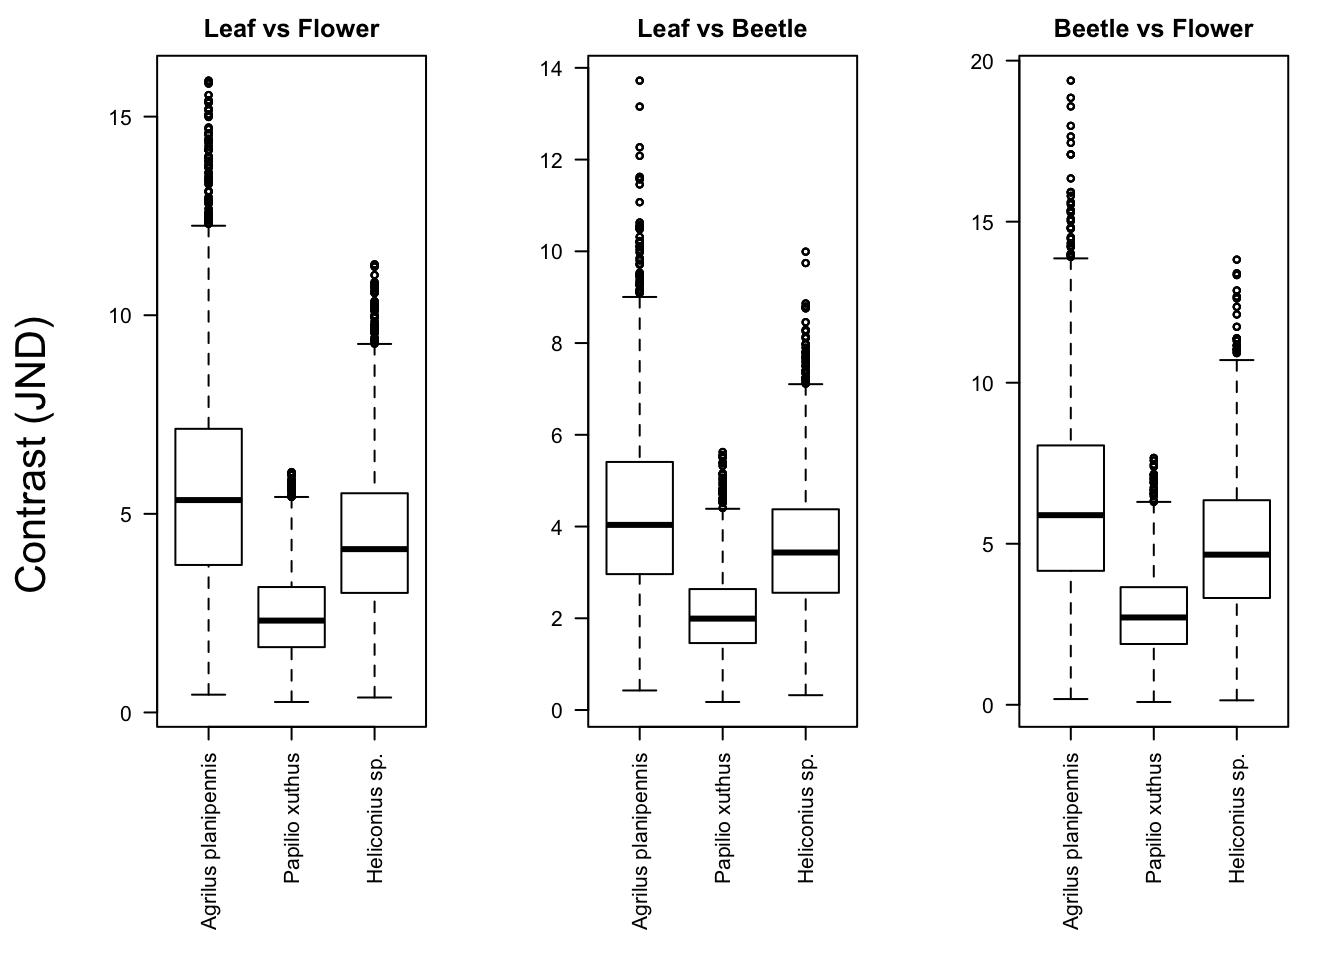 Contrast (JND)
Leaf vs Flower
15
10
5
0
Agrilus planipennis
Papilio xuthus
Heliconius sp.
Leaf vs Beetle
14
12
10
8
6
4
2
0
Agrilus planipennis
Papilio xuthus
Heliconius sp.
Beetle vs Flower
20
15
10
5
0
Agrilus planipennis
Papilio xuthus
Heliconius sp.